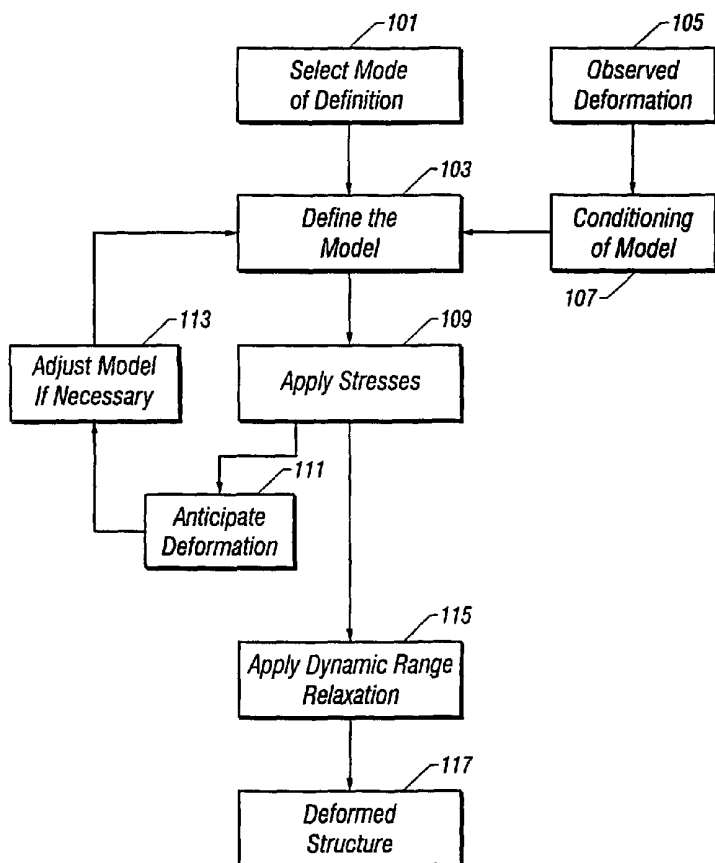 101
Select Mode
of Definition
105
Observed
Deformation
103
Define the
Model
Conditioning
of Model
107
113
Adjust Model
If Necessary
109
Apply Stresses
111
Anticipate
Deformation
115
Apply Dynamic Range
Relaxation
117
Deformed
Structure